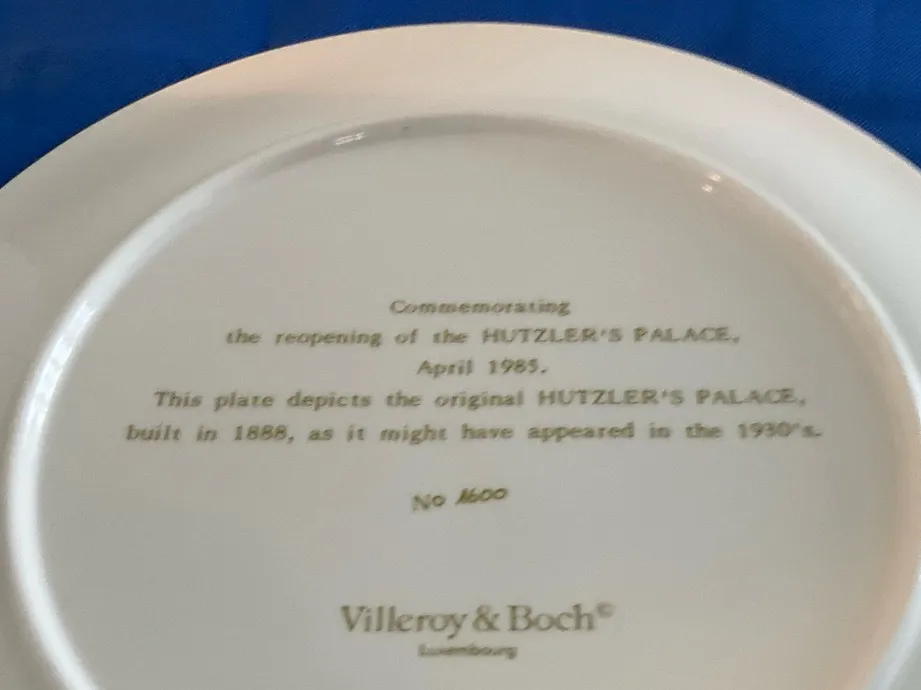 Commemorating
the reopening of the HUTZLER'S PALACE,
April 1985.
This plate depicts the original HUTZLER'S PALACE,
built in 1888, as it might have appeared in the 1930's.
No 1600
Villeroy & Boch©
Luxembourg